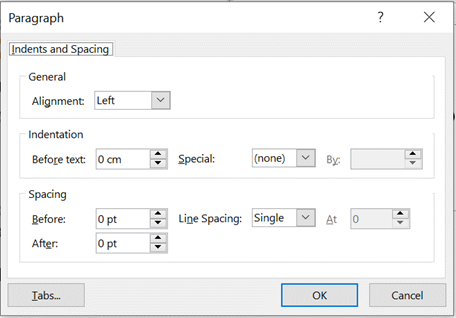 Paragraph ? ×
Indents and Spacing
General
Alignment: Left
Indentation
Before text: 0 cm Special: (none) By:
Spacing
Before: 0 pt Line Spacing: Single At 0
After: 0 pt
Tabs... OK Cancel